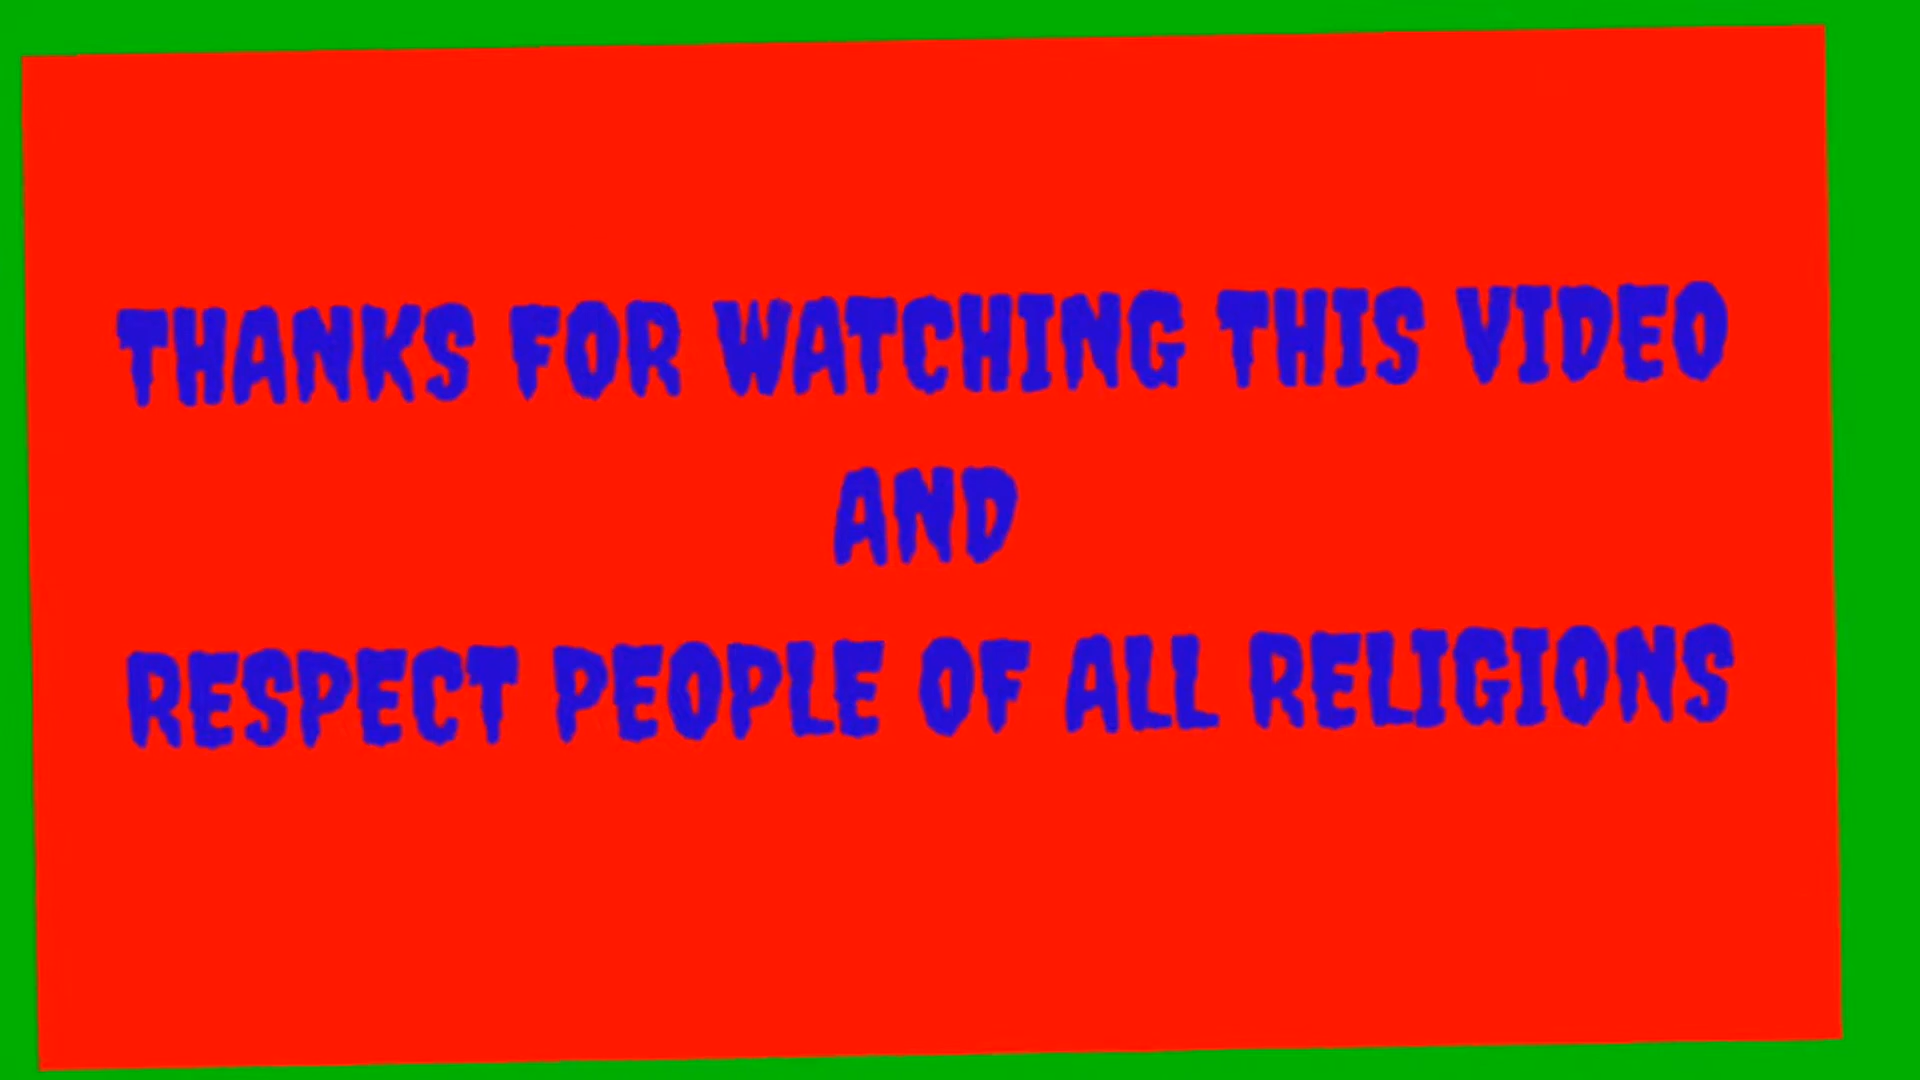 THANKS FOR WATCHING THIS VIDEO
AND
RESPECT PEOPLE OF ALL RELIGIONS